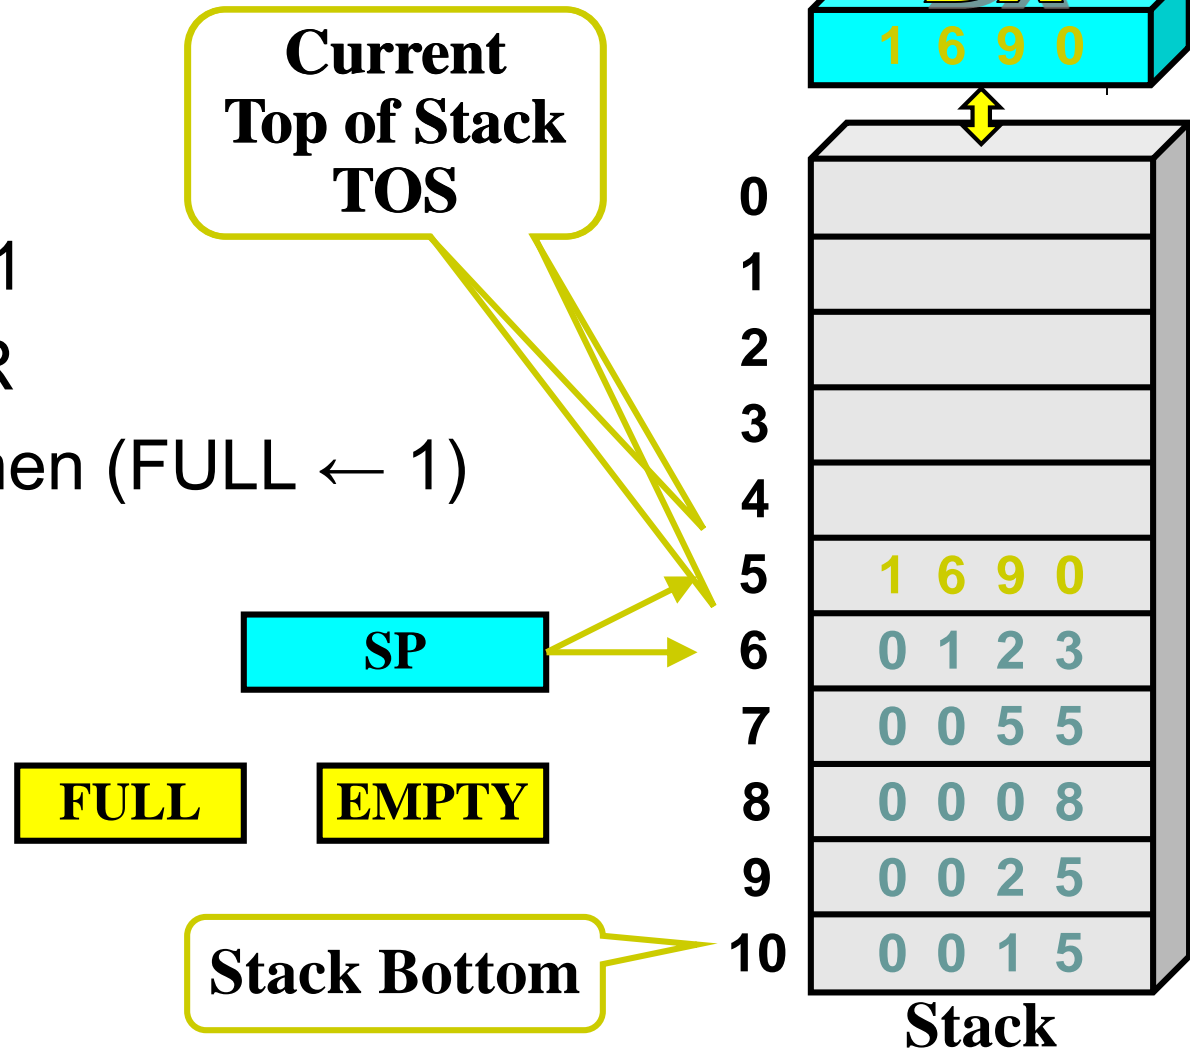 Current
Top of Stack
TOS
1 6 9 0
0
1
1
2
R
3
(FULL ← 1)
4
5 1 6 9 0
SP
6 0 1 2 3
7 0 0 5 5
FULL EMPTY
8 0 0 0 8
9 0 0 2 5
Stack Bottom
10 0 0 1 5
Stack